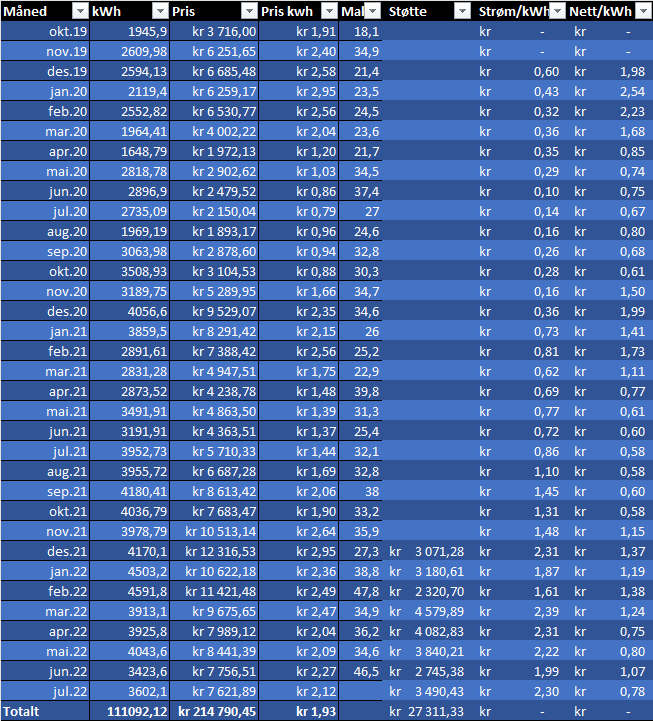 Måned kWh Pris Pris kwh Mal Støtte Strøm/kWh Nett/kWh
okt.19 1945,9 kr 3 716,00 kr 1,91 18,1 kr - kr -
nov.19 2609,98 kr 6 251,65 kr 2,40 34,9 kr - kr -
des.19 2594,13 kr 6 685,48 kr 2,58 21,4 kr 0,60 kr 1,98
jan.20 2119,4 kr 6 259,17 kr 2,95 23,5 kr 0,43 kr 2,54
feb.20 2552,82 kr 6 530,77 kr 2,56 24,5 kr 0,32 kr 2,23
mar.20 1964,41 kr 4 002,22 kr 2,04 23,6 kr 0,36 kr 1,68
apr.20 1648,79 kr 1 972,13 kr 1,20 21,7 kr 0,35 kr 0,85
mai.20 2818,78 kr 2 902,62 kr 1,03 34,5 kr 0,29 kr 0,74
jun.20 2896,9 kr 2 479,52 kr 0,86 37,4 kr 0,10 kr 0,75
jul.20 2735,09 kr 2 150,04 kr 0,79 27 kr 0,14 kr 0,67
aug.20 1969,19 kr 1 893,17 kr 0,96 24,6 kr 0,16 kr 0,80
sep.20 3063,98 kr 2 878,60 kr 0,94 32,8 kr 0,26 kr 0,68
okt.20 3508,93 kr 3 104,53 kr 0,88 30,3 kr 0,28 kr 0,61
nov.20 3189,75 kr 5 289,95 kr 1,66 34,7 kr 0,16 kr 1,50
des.20 4056,6 kr 9 529,07 kr 2,35 34,6 kr 0,36 kr 1,99
jan.21 3859,5 kr 8 291,42 kr 2,15 26 kr 0,73 kr 1,41
feb.21 2891,61 kr 7 388,42 kr 2,56 25,2 kr 0,81 kr 1,73
mar.21 2831,28 kr 4 947,51 kr 1,75 22,9 kr 0,62 kr 1,11
apr.21 2873,52 kr 4 238,78 kr 1,48 39,8 kr 0,69 kr 0,77
mai.21 3491,91 kr 4 863,50 kr 1,39 31,3 kr 0,77 kr 0,61
jun.21 3191,91 kr 4 363,51 kr 1,37 25,4 kr 0,72 kr 0,60
jul.21 3952,73 kr 5 710,33 kr 1,44 32,1 kr 0,86 kr 0,58
aug.21 3955,72 kr 6 687,28 kr 1,69 32,8 kr 1,10 kr 0,58
sep.21 4180,41 kr 8 613,42 kr 2,06 38 kr 1,45 kr 0,60
okt.21 4036,79 kr 7 683,47 kr 1,90 33,2 kr 1,31 kr 0,58
nov.21 3978,79 kr 10 513,14 kr 2,64 35,9 kr 1,48 kr 1,15
des.21 4170,1 kr 12 316,53 kr 2,95 27,3 kr 3 071,28 kr 2,31 kr 1,37
jan.22 4503,2 kr 10 622,18 kr 2,36 38,8 kr 3 180,61 kr 1,87 kr 1,19
feb.22 4591,8 kr 11 421,48 kr 2,49 47,8 kr 2 320,70 kr 1,61 kr 1,38
mar.22 3913,1 kr 9 675,65 kr 2,47 34,9 kr 4 579,89 kr 2,39 kr 1,24
apr.22 3925,8 kr 7 989,12 kr 2,04 36,2 kr 4 082,83 kr 2,31 kr 0,75
mai.22 4043,6 kr 8 441,39 kr 2,09 34,6 kr 3 840,21 kr 2,22 kr 0,80
jun.22 3423,6 kr 7 756,51 kr 2,27 46,5 kr 2 745,38 kr 1,99 kr 1,07
jul.22 3602,1 kr 7 621,89 kr 2,12 kr 3 490,43 kr 2,30 kr 0,78
Totalt 111092,12 kr 214 790,45 kr 1,93 kr 27 311,33 kr - kr -